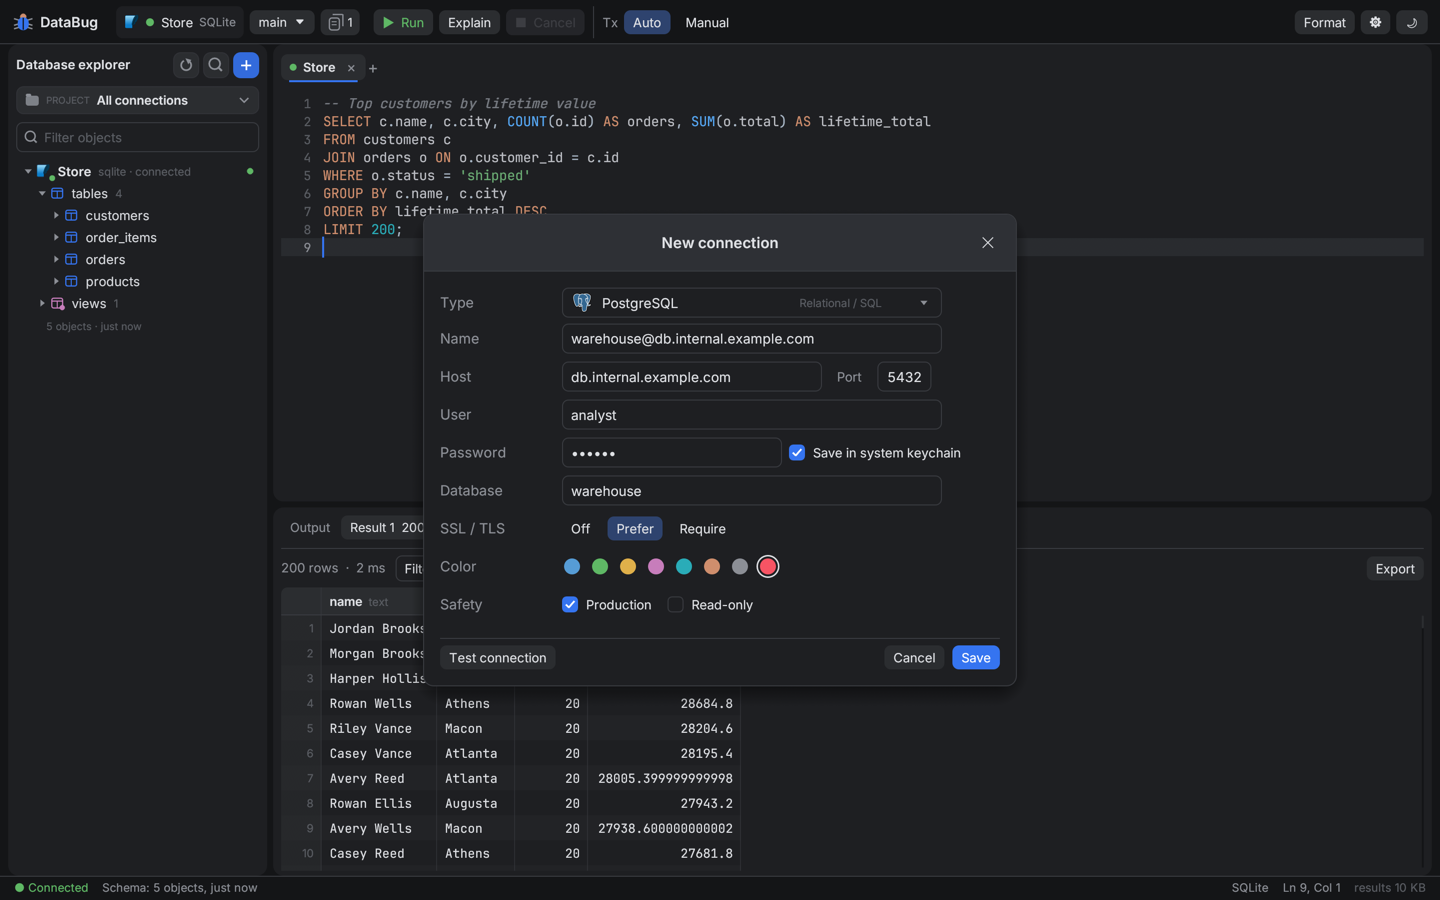 DataBug
Store SQLite
main
1
Run
Explain
Cancel
Tx
Auto
Manual
Format
Database explorer
PROJECT All connections
Filter objects
Store sqlite · connected
tables 4
customers
order_items
orders
products
views 1
5 objects · just now
Store
1 -- Top customers by lifetime value
2 SELECT c.name, c.city, COUNT(o.id) AS orders, SUM(o.total) AS lifetime_total
3 FROM customers c
4 JOIN orders o ON o.customer_id = c.id
5 WHERE o.status = 'shipped'
6 GROUP BY c.name, c.city
7 ORDER BY lifetime_total DESC
8 LIMIT 200;
9
New connection
Type PostgreSQL Relational / SQL
Name warehouse@db.internal.example.com
Host db.internal.example.com Port 5432
User analyst
Password •••••• Save in system keychain
Database warehouse
SSL / TLS Off Prefer Require
Color
Safety Production Read-only
Test connection Cancel Save
Output Result 1 200
200 rows · 2 ms Filt
Export
name text
1 Jordan Brooks
2 Morgan Brooks
3 Harper Hollis
4 Rowan Wells Athens 20 28684.8
5 Riley Vance Macon 20 28204.6
6 Casey Vance Atlanta 20 28195.4
7 Avery Reed Atlanta 20 28005.399999999998
8 Rowan Ellis Augusta 20 27943.2
9 Avery Wells Macon 20 27938.600000000002
10 Casey Reed Athens 20 27681.8
Connected Schema: 5 objects, just now
SQLite Ln 9, Col 1 results 10 KB